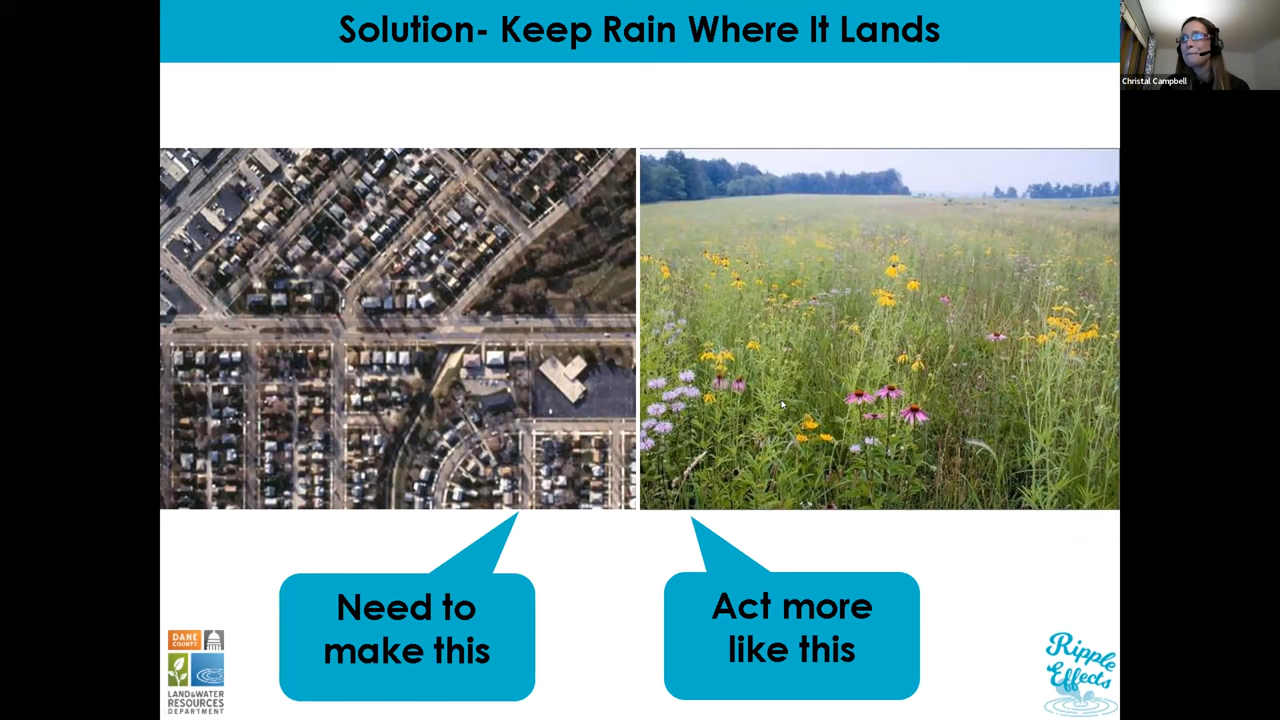 Solution- Keep Rain Where It Lands
Christal Campbell
Need to
make this
Act more
like this
DANE
COUNTY
LAND & WATER
RESOURCES
DEPARTMENT
Ripple
Effects